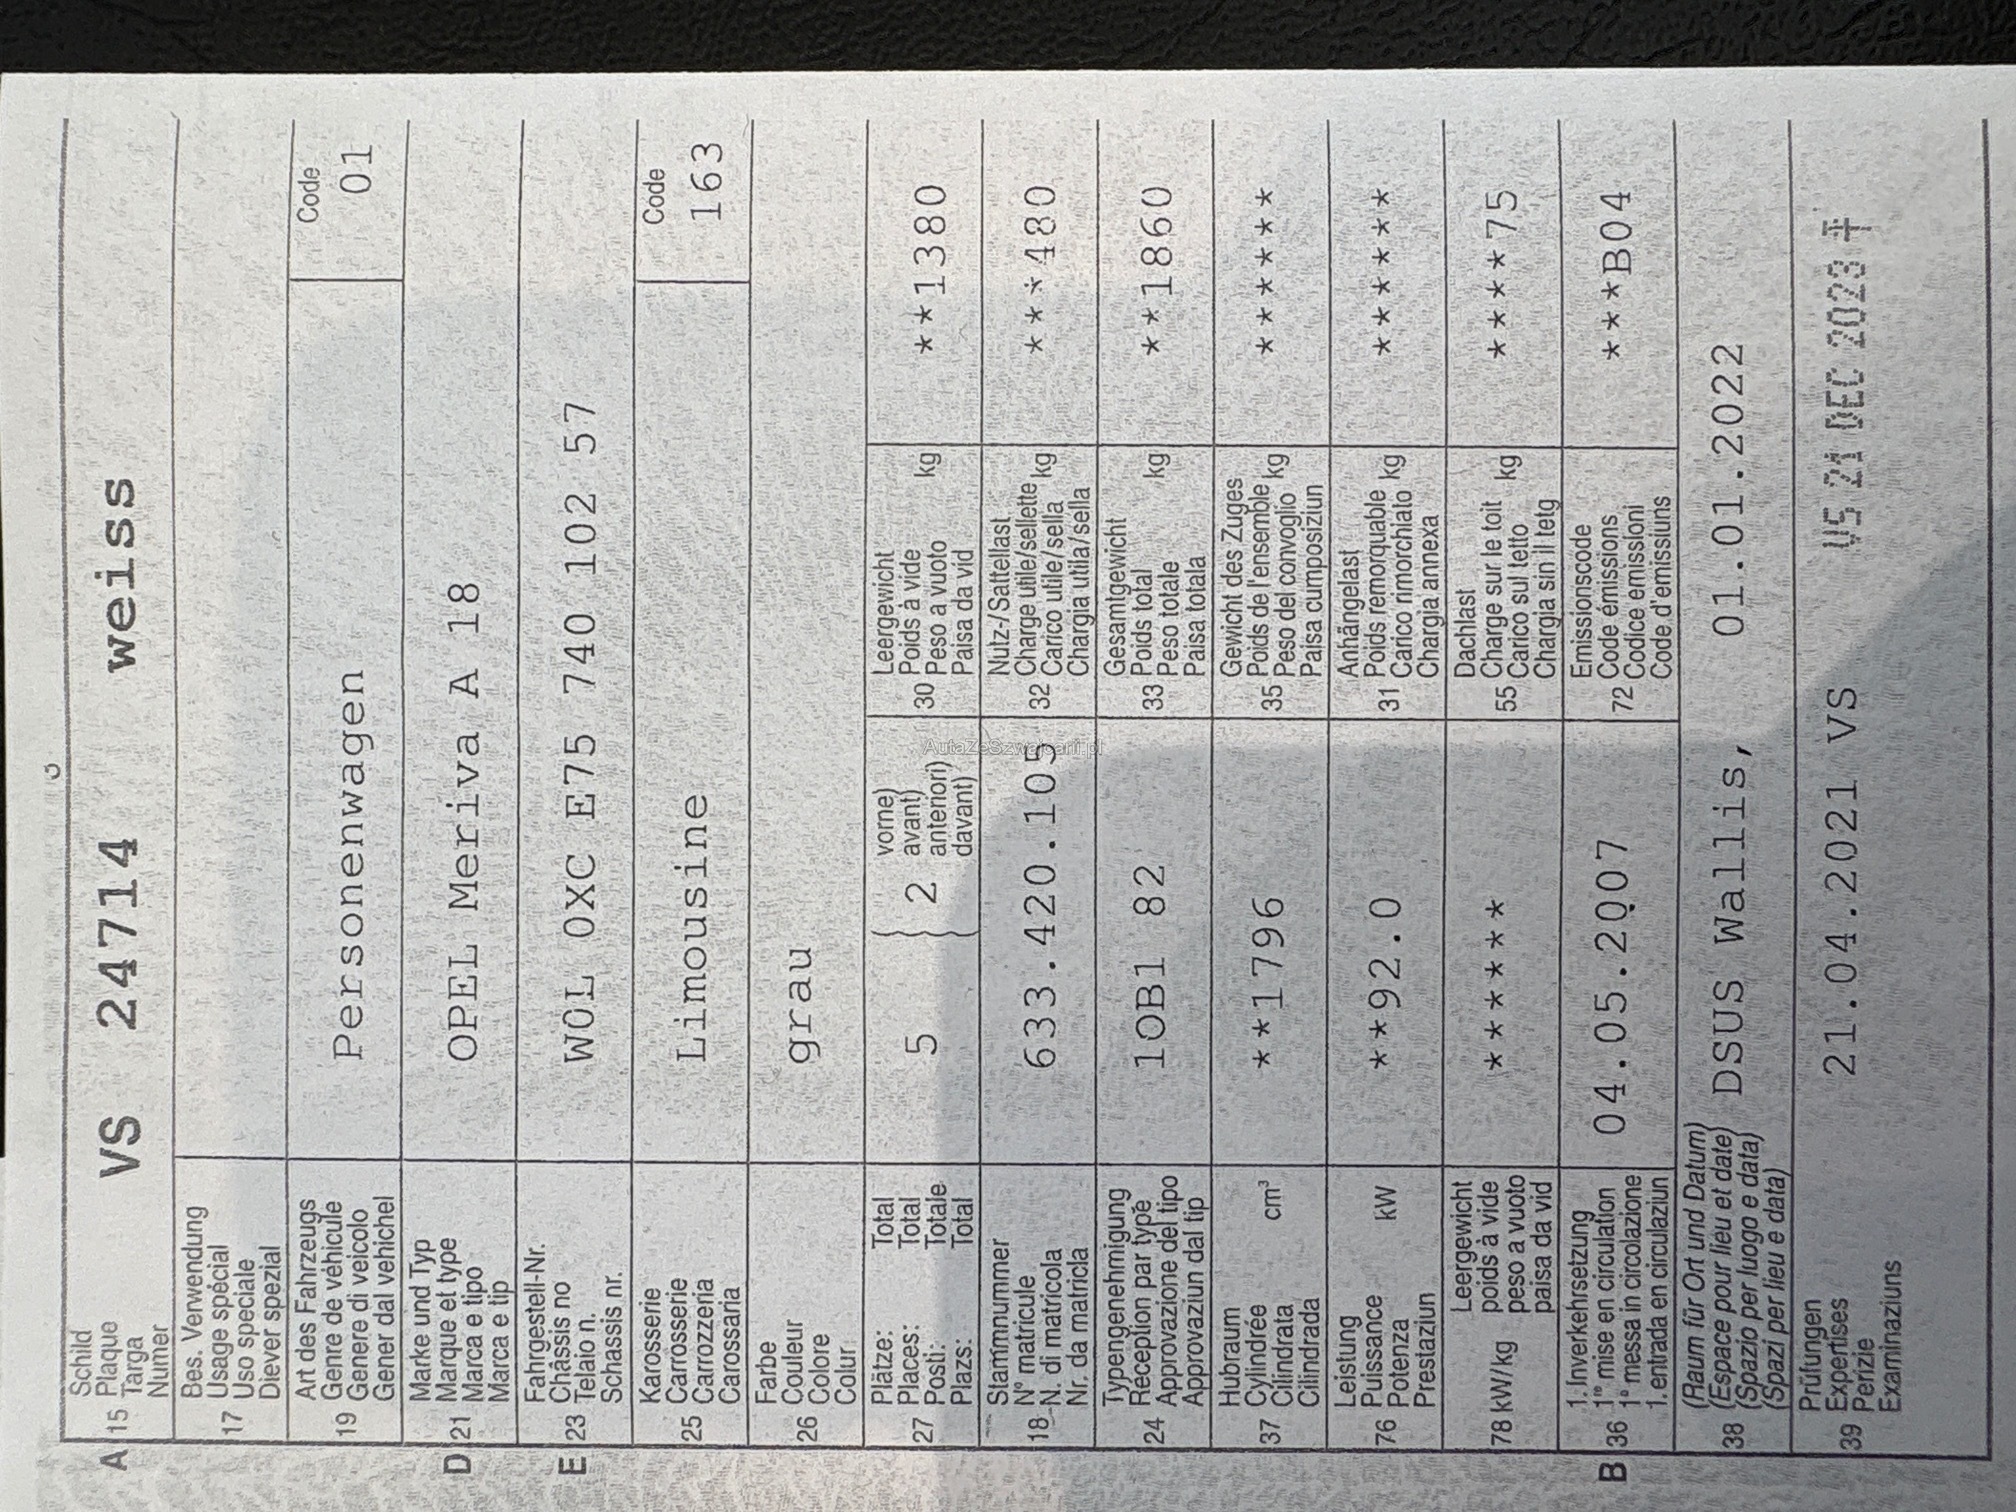 A 15 Schild
Plaque
Targa
Numer
VS 24714 weiss
17 Bes. Verwendung
Usage spécial
Uso speciale
Diever spezial
19 Art des Fahrzeugs
Genre de véhicule
Genere di veicolo
Gener dal vehichel
Personenwagen
Code
01
D 21 Marke und Typ
Marque et type
Marca e tipo
Marca e tip
OPEL Meriva A 18
E 23 Fahrgestell-Nr.
Châssis no
Telaio n.
Schassis nr.
W0L 0XC E75 740 102 57
25 Karosserie
Carrosserie
Carrozzeria
Carossaria
Limousine
Code
163
26 Farbe
Couleur
Colore
Colur
grau
27 Plätze: Total
Places: Total
Posti: Totale
Plazs: Total
5
2
vorne)
avant)
anteriori)
davant)
30 Leergewicht
Poids à vide
Peso a vuoto
Paisa da vid
kg
**1380
18 Stammnummer
N° matricule
N. di matricola
Nr. da matricla
633.420.105
32 Nutz-/Sattellast
Charge utile/sellette
Carico utile/sella
Chargia utila/sella
kg
***480
24 Typengenehmigung
Réception par type
Approvazione del tipo
Approvaziun dal tip
1OB1 82
33 Gesamtgewicht
Poids total
Peso totale
Paisa totala
kg
**1860
37 Hubraum
Cylindrée
Cilindrata
Cilindrada
cm³
**1796
35 Gewicht des Zuges
Poids de l'ensemble
Peso del convoglio
Paisa cumposiziun
kg
*******
76 Leistung
Puissance
Potenza
Prestaziun
kW
**92.0
31 Anhängelast
Poids remorquable
Carico rimorchiato
Chargia annexa
kg
*******
78 kW/kg Leergewicht
poids à vide
peso a vuoto
paisa da vid
*******
55 Dachlast
Charge sur le toit
Carico sul tetto
Chargia sin il tetg
kg
*****75
B 36 1. Inverkehrsetzung
1re mise en circulation
1a messa in circolazione
1. entrada en circulaziun
04.05.2007
72 Emissionscode
Code émissions
Codice emissioni
Code d'emissiuns
****B04
38 (Raum für Ort und Datum)
(Espace pour lieu et date)
(Spazio per luogo e data)
(Spazi per lieu e data)
DSUS Wallis, 01.01.2022
39 Prüfungen
Expertises
Perizie
Examinaziuns
21.04.2021 VS
VS 21 DEC 2023
AutaZeSzwajcarii.pl